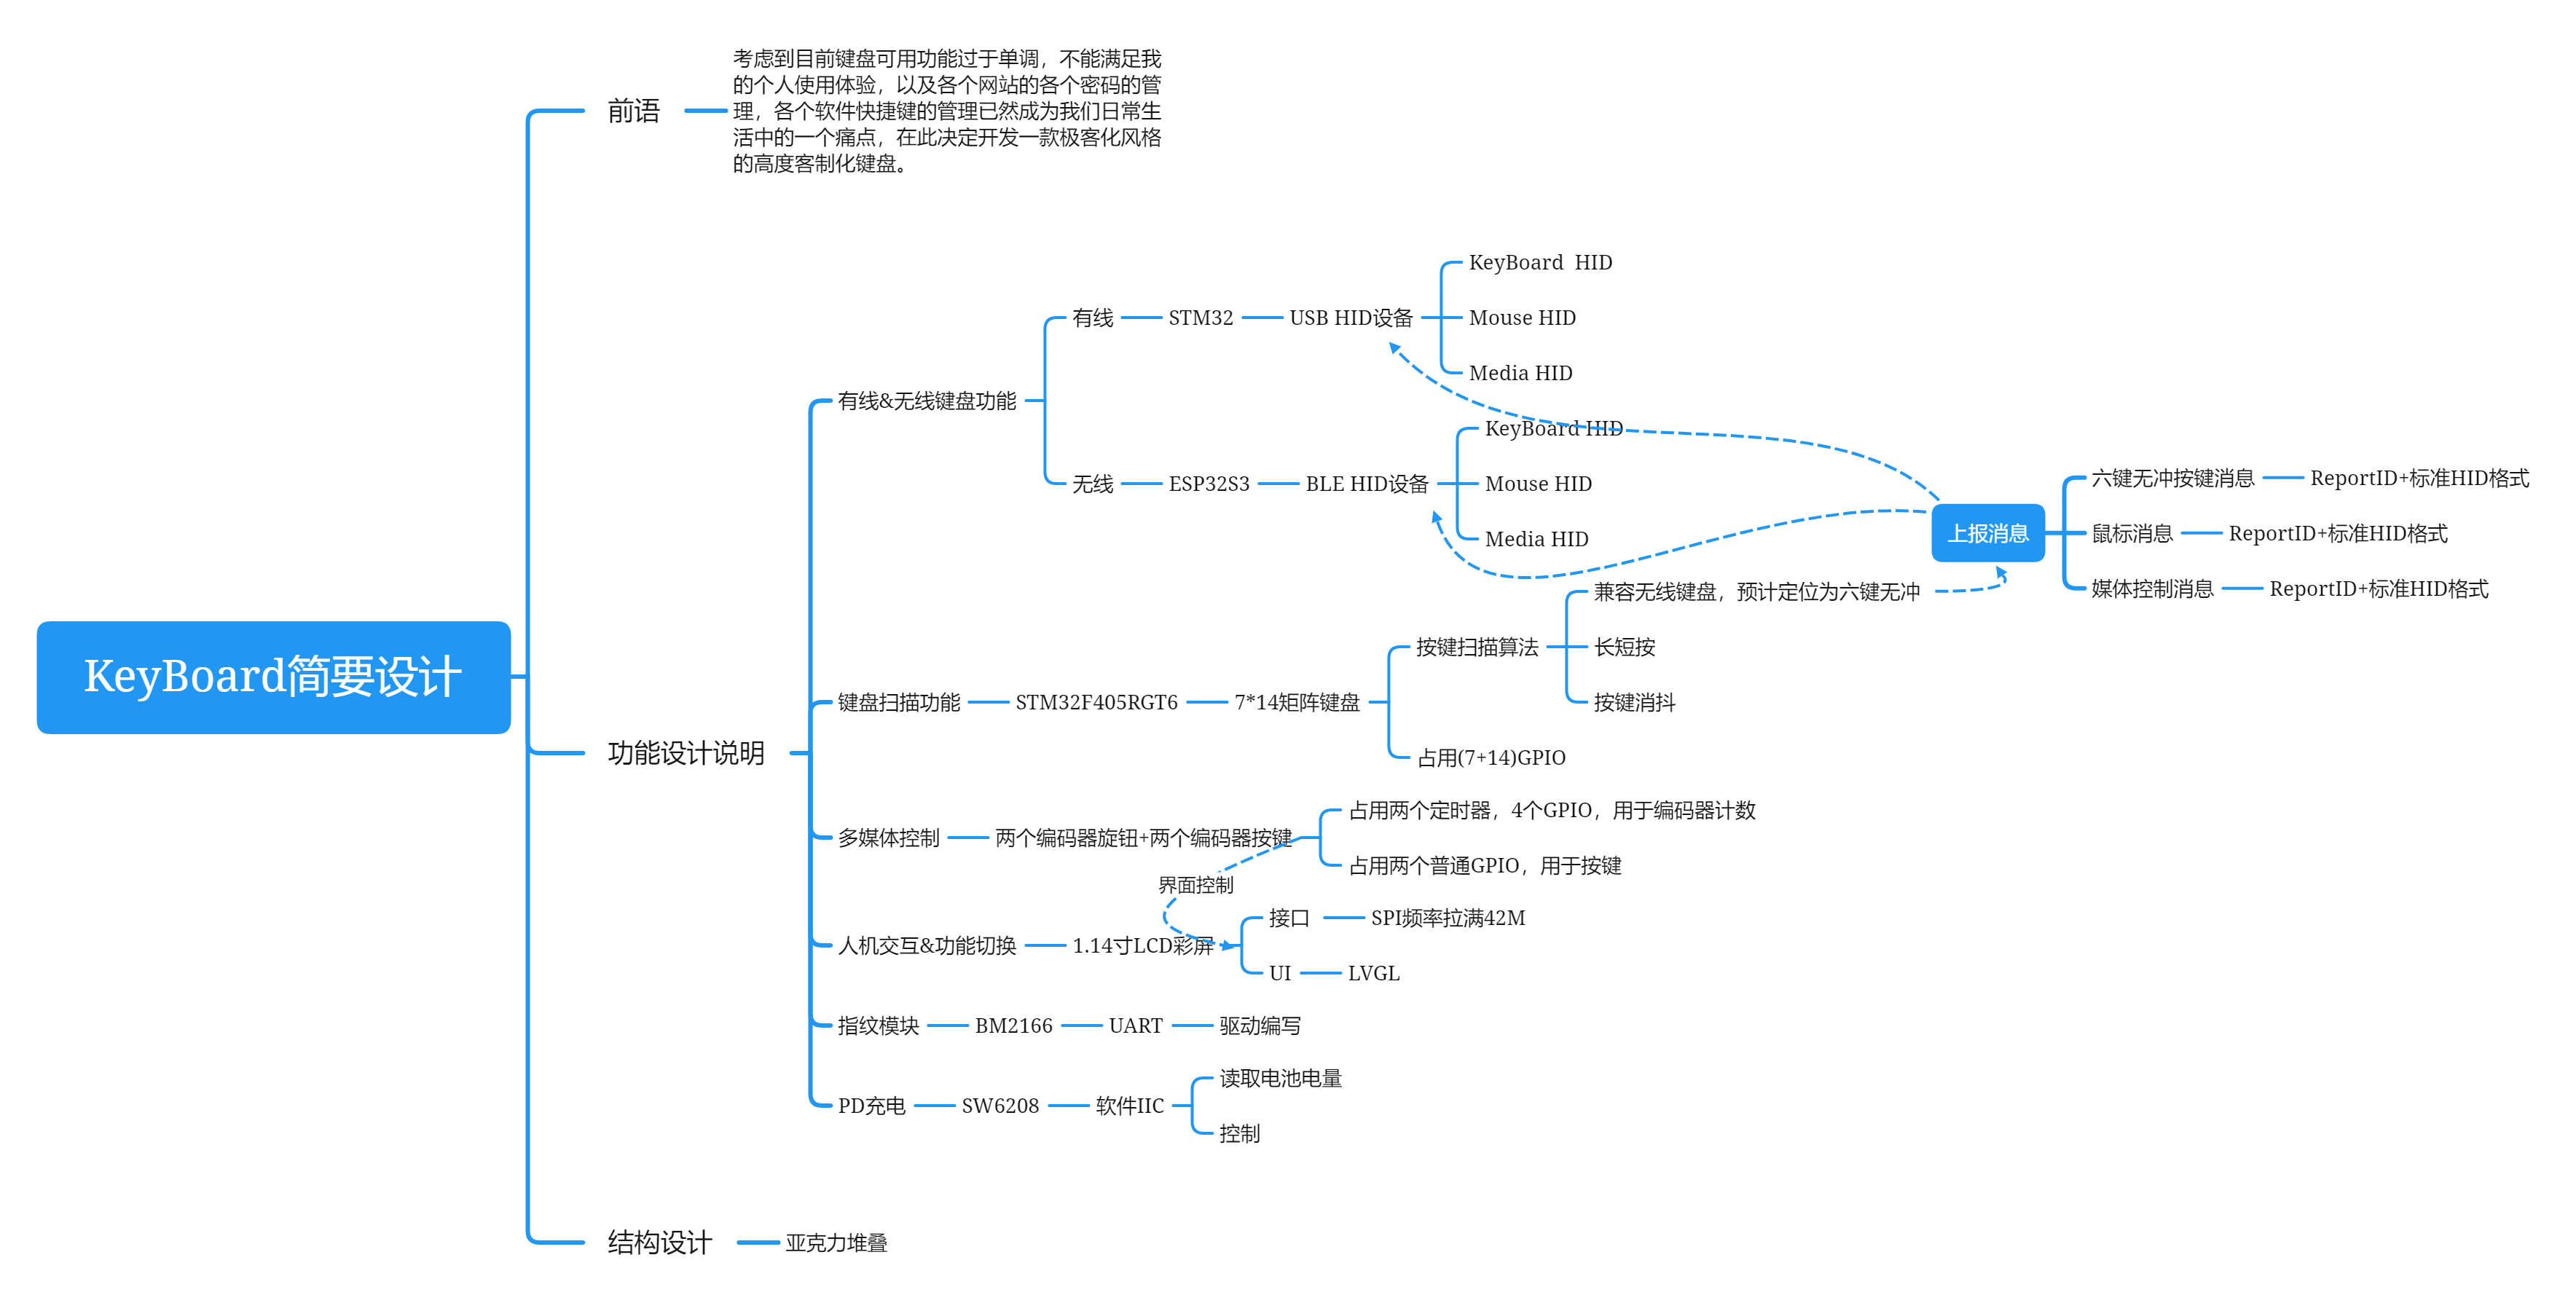 考虑到目前键盘可用功能过于单调，不能满足我
的个人使用体验，以及各个网站的各个密码的管
理，各个软件快捷键的管理已然成为我们日常生
活中的一个痛点，在此决定开发一款极客化风格
的高度客制化键盘。
前语
KeyBoard简要设计
功能设计说明
有线&无线键盘功能
有线
STM32
USB HID设备
KeyBoard  HID
Mouse HID
Media HID
无线
ESP32S3
BLE HID设备
KeyBoard HID
Mouse HID
Media HID
上报消息
六键无冲按键消息
ReportID+标准HID格式
鼠标消息
ReportID+标准HID格式
媒体控制消息
ReportID+标准HID格式
键盘扫描功能
STM32F405RGT6
7*14矩阵键盘
按键扫描算法
兼容无线键盘，预计定位为六键无冲
长短按
按键消抖
占用(7+14)GPIO
多媒体控制
两个编码器旋钮+两个编码器按键
占用两个定时器，4个GPIO，用于编码器计数
占用两个普通GPIO，用于按键
界面控制
人机交互&功能切换
1.14寸LCD彩屏
接口
SPI频率拉满42M
UI
LVGL
指纹模块
BM2166
UART
驱动编写
PD充电
SW6208
软件IIC
读取电池电量
控制
结构设计
亚克力堆叠